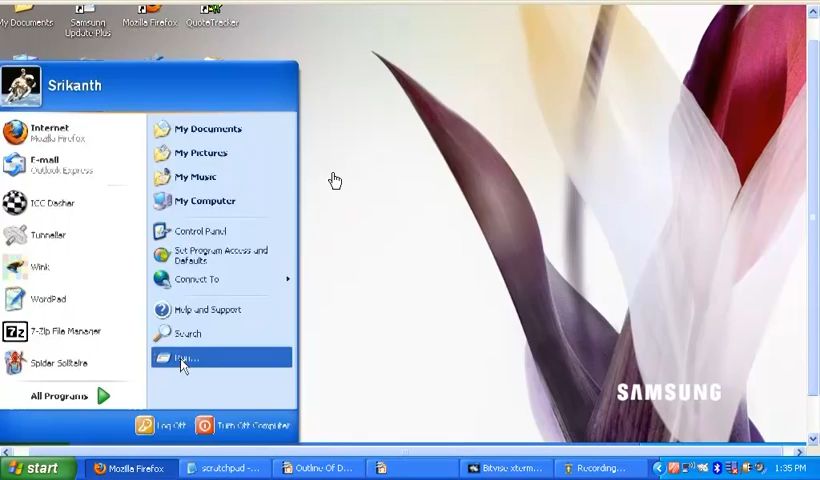 My Documents
Samsung
Update Plus
Mozilla Firefox
QuoteTracker
Srikanth
Internet
Mozilla Firefox
E-mail
Outlook Express
ICC Dasher
Tunnelier
Wink
WordPad
7-Zip File Manager
Spider Solitaire
All Programs
My Documents
My Pictures
My Music
My Computer
Control Panel
Set Program Access and
Defaults
Connect To
Help and Support
Search
Run...
Log Off
Turn Off Computer
SAMSUNG
start
Mozilla Firefox
scratchpad -...
Outline Of D...
Bitvise xterm...
Recording...
1:35 PM